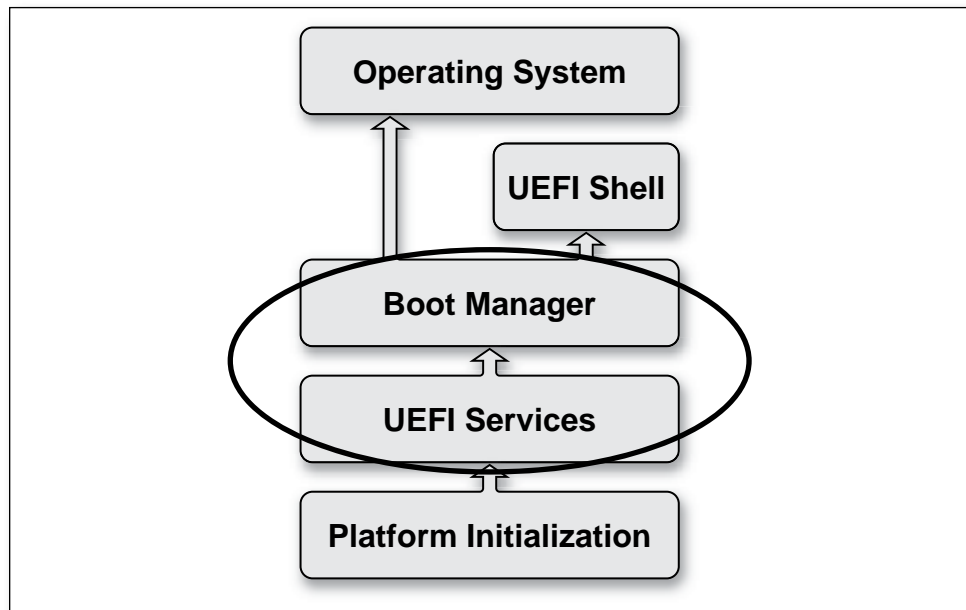 Operating System
UEFI Shell
Boot Manager
UEFI Services
Platform Initialization